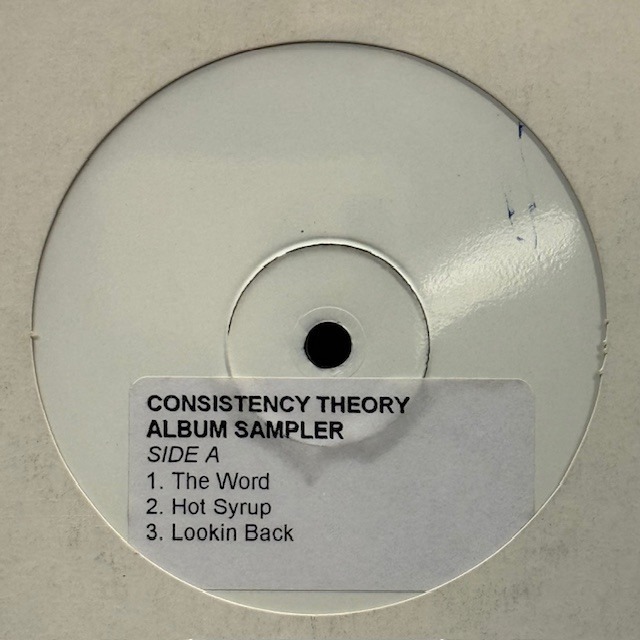 CONSISTENCY THEORY
ALBUM SAMPLER
SIDE A
1. The Word
2. Hot Syrup
3. Lookin Back